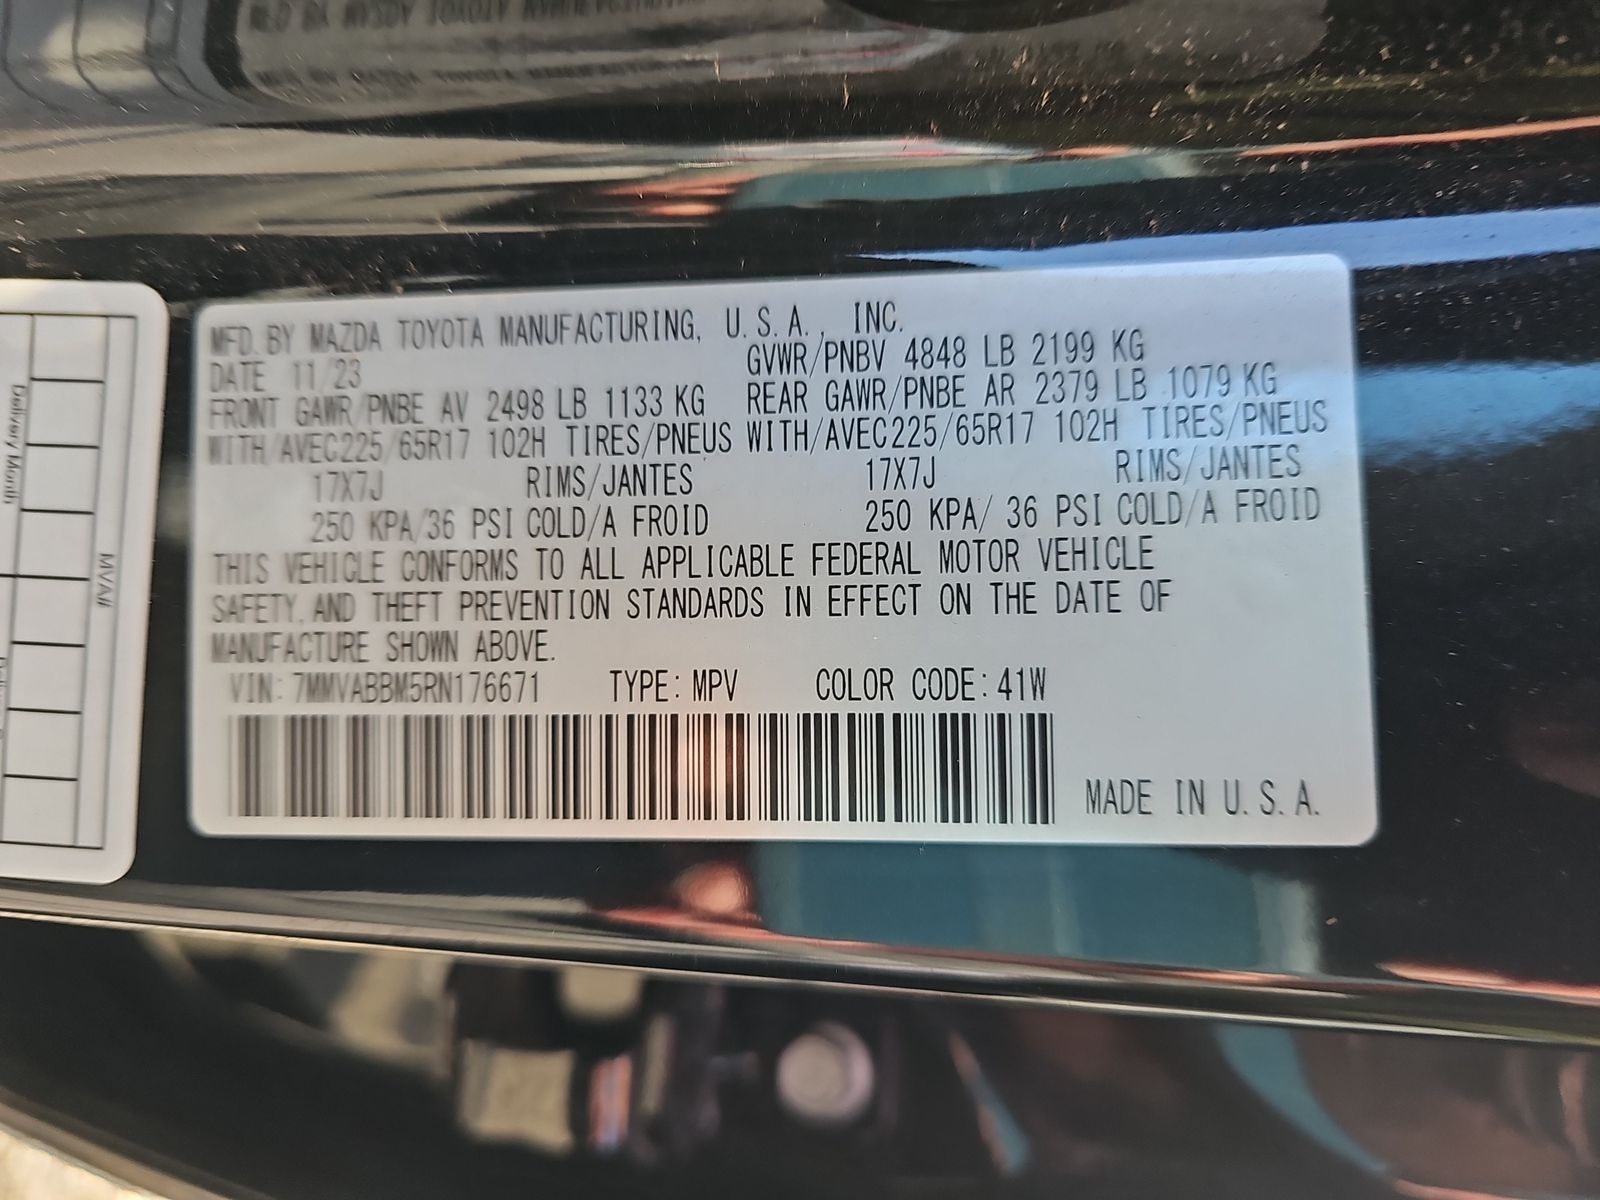 MFD. BY MAZDA TOYOTA MANUFACTURING, U.S.A., INC.
DATE 11/23 GVWR/PNBV 4848 LB 2199 KG
FRONT GAWR/PNBE AV 2498 LB 1133 KG REAR GAWR/PNBE AR 2379 LB 1079 KG
WITH/AVEC225/65R17 102H TIRES/PNEUS WITH/AVEC225/65R17 102H TIRES/PNEUS
17X7J RIMS/JANTES 17X7J RIMS/JANTES
250 KPA/36 PSI COLD/A FROID 250 KPA/ 36 PSI COLD/A FROID
THIS VEHICLE CONFORMS TO ALL APPLICABLE FEDERAL MOTOR VEHICLE
SAFETY, AND THEFT PREVENTION STANDARDS IN EFFECT ON THE DATE OF
MANUFACTURE SHOWN ABOVE.
VIN: 7MMVABBM5RN176671 TYPE: MPV COLOR CODE: 41W
MADE IN U.S.A.
Delivery Month